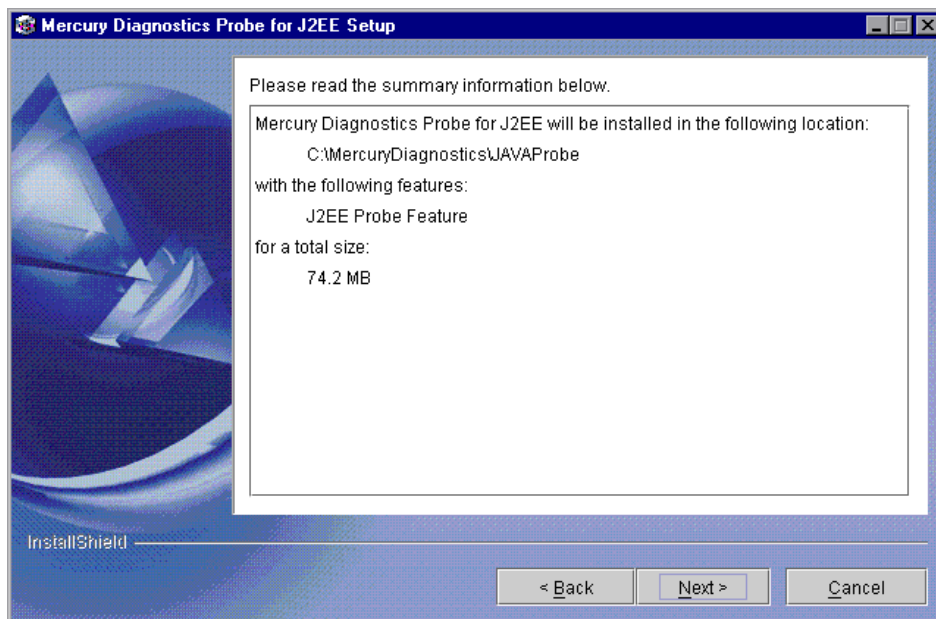 Mercury Diagnostics Probe for J2EE Setup
Please read the summary information below.
Mercury Diagnostics Probe for J2EE will be installed in the following location:
C:\MercuryDiagnostics\JAVAProbe
with the following features:
J2EE Probe Feature
for a total size:
74.2 MB
InstallShield
< Back
Next >
Cancel